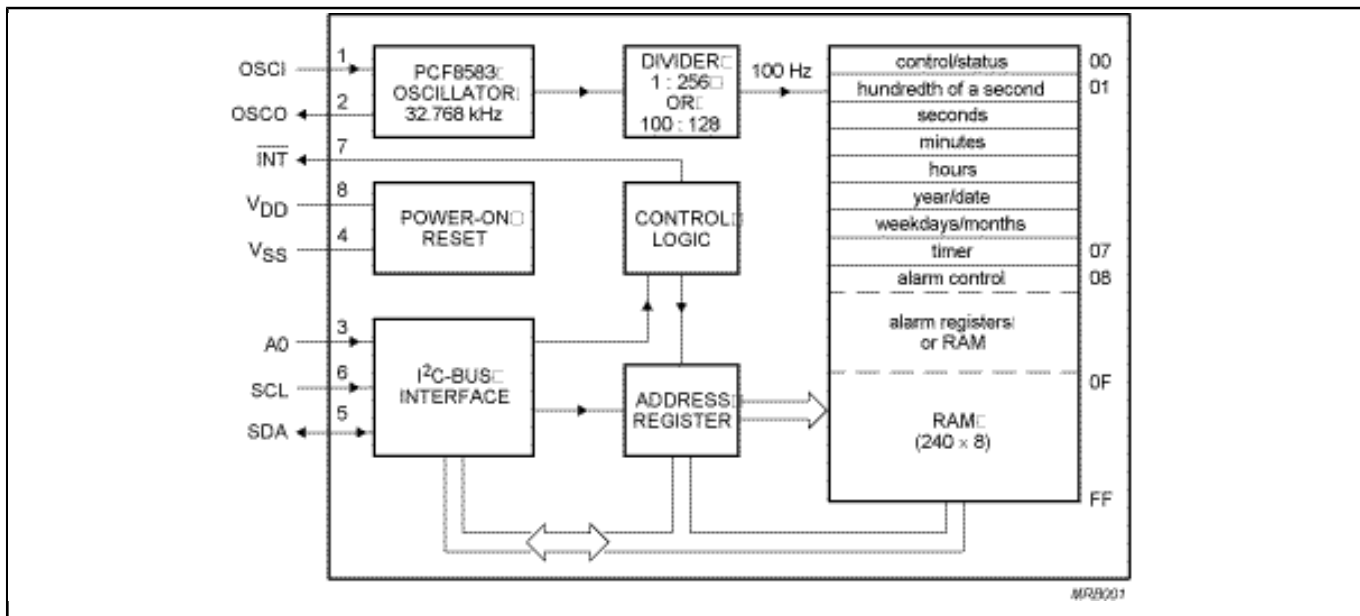 OSCI
1
OSCO
2
INT
7
VDD
8
VSS
4
A0
3
SCL
6
SDA
5
PCF8583
OSCILLATOR
32.768 kHz
DIVIDER
1 : 256
OR
100 : 128
100 Hz
POWER-ON
RESET
CONTROL
LOGIC
I²C-BUS
INTERFACE
ADDRESS
REGISTER
control/status
00
hundredth of a second
01
seconds
minutes
hours
year/date
weekdays/months
timer
07
alarm control
08
alarm registers
or RAM
0F
RAM
(240 × 8)
FF
MRB001